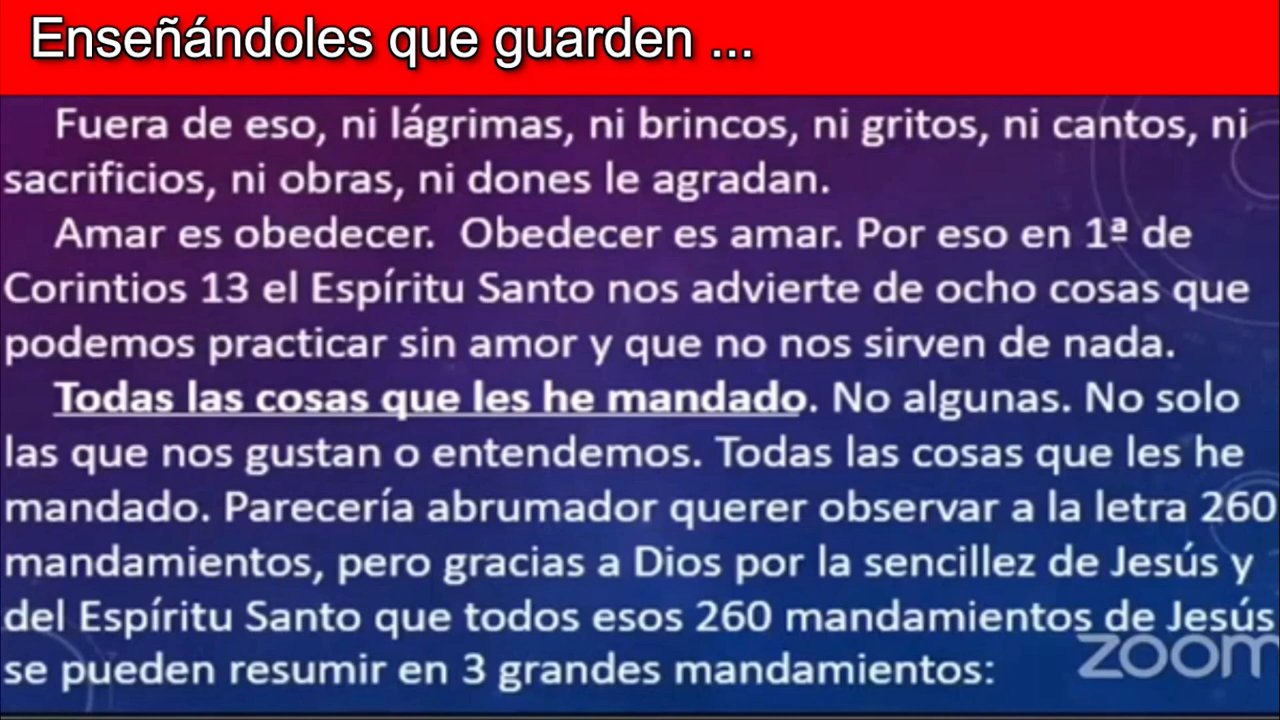 Enseñándoles que guarden ...
Fuera de eso, ni lágrimas, ni brincos, ni gritos, ni cantos, ni
sacrificios, ni obras, ni dones le agradan.
Amar es obedecer.  Obedecer es amar. Por eso en 1ª de
Corintios 13 el Espíritu Santo nos advierte de ocho cosas que
podemos practicar sin amor y que no nos sirven de nada.
Todas las cosas que les he mandado. No algunas. No solo
las que nos gustan o entendemos. Todas las cosas que les he
mandado. Parecería abrumador querer observar a la letra 260
mandamientos, pero gracias a Dios por la sencillez de Jesús y
del Espíritu Santo que todos esos 260 mandamientos de Jesús
se pueden resumir en 3 grandes mandamientos:
zoom